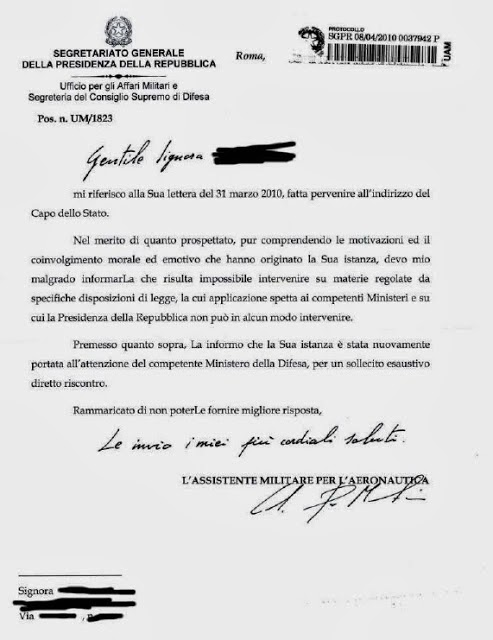 PROTOCOLLO
SGPR 08/04/2010 0037942 P
UAM
SEGRETARIATO GENERALE
DELLA PRESIDENZA DELLA REPUBBLICA
Roma,
Ufficio per gli Affari Militari e
Segreteria del Consiglio Supremo di Difesa
Pos. n. UM/1823
Gentile Signora
mi riferisco alla Sua lettera del 31 marzo 2010, fatta pervenire all'indirizzo del
Capo dello Stato.
Nel merito di quanto prospettato, pur comprendendo le motivazioni ed il
coinvolgimento morale ed emotivo che hanno originato la Sua istanza, devo mio
malgrado informarLa che risulta impossibile intervenire su materie regolate da
specifiche disposizioni di legge, la cui applicazione spetta ai competenti Ministeri e su
cui la Presidenza della Repubblica non può in alcun modo intervenire.
Premesso quanto sopra, La informo che la Sua istanza è stata nuovamente
portata all'attenzione del competente Ministero della Difesa, per un sollecito esaustivo
diretto riscontro.
Rammaricato di non poterLe fornire migliore risposta,
Le invio i miei più cordiali saluti.
L'ASSISTENTE MILITARE PER L'AERONAUTICA
Signora
Via